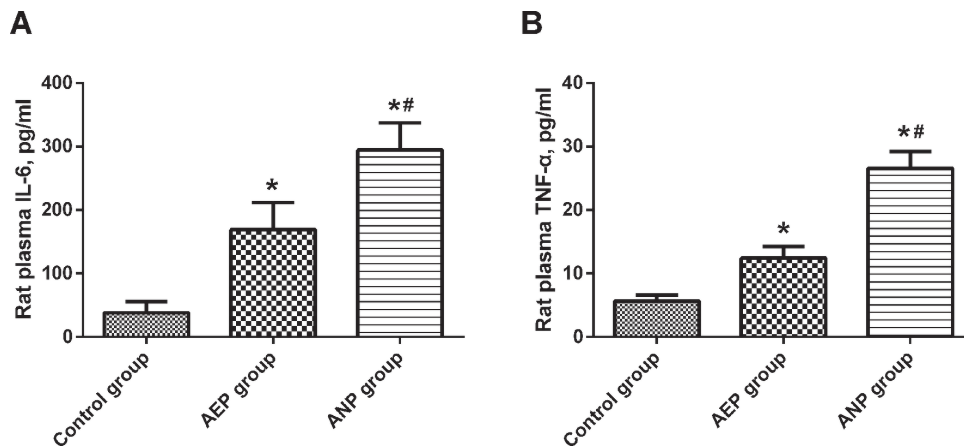 A
Rat plasma IL-6, pg/ml
400
300
200
100
0
*
*#
Control group
AEP group
ANP group
B
Rat plasma TNF-α, pg/ml
40
30
20
10
0
*
*#
Control group
AEP group
ANP group